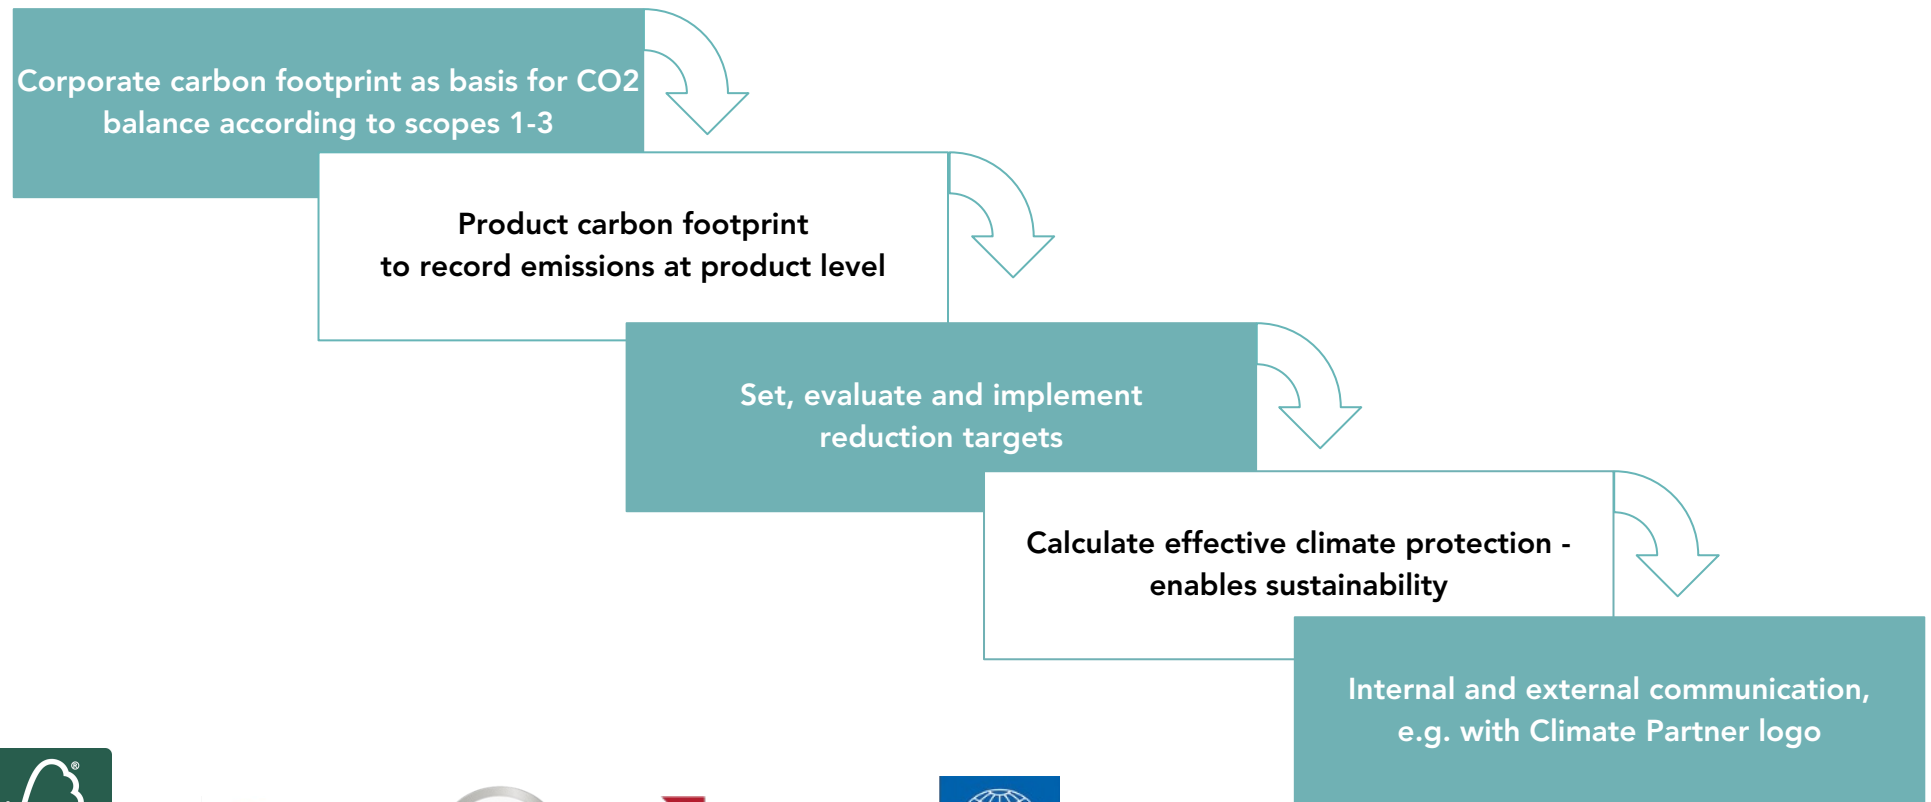 Corporate carbon footprint as basis for CO2
balance according to scopes 1-3
Product carbon footprint
to record emissions at product level
Set, evaluate and implement
reduction targets
Calculate effective climate protection -
enables sustainability
Internal and external communication,
e.g. with Climate Partner logo
®